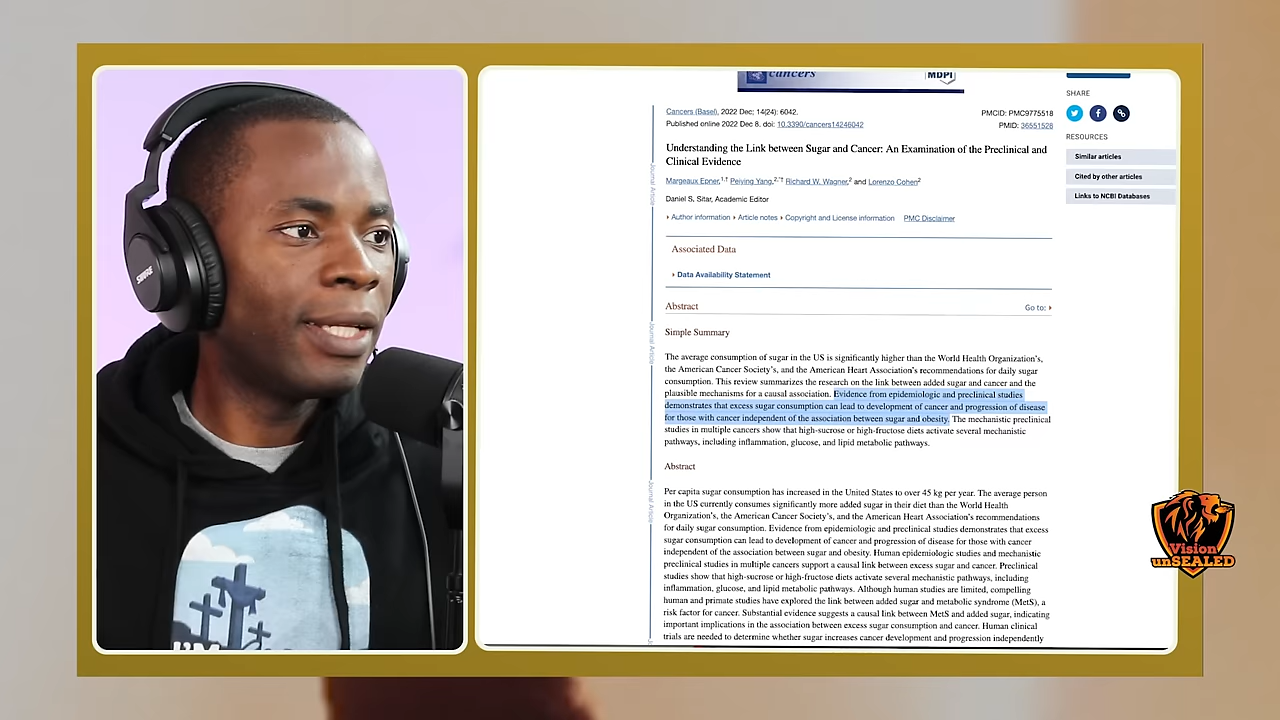 SHURE
I'M
cancers
MDPI
Cancers (Basel). 2022 Dec; 14(24): 6042.
Published online 2022 Dec 8. doi: 10.3390/cancers14246042
PMCID: PMC9775518
PMID: 36551528
Understanding the Link between Sugar and Cancer: An Examination of the Preclinical and
Clinical Evidence
Margeaux Epner,1,† Peiying Yang,2,*† Richard W. Wagner,2 and Lorenzo Cohen2
Daniel S. Sitar, Academic Editor
Author information Article notes Copyright and License information PMC Disclaimer
Associated Data
Data Availability Statement
Abstract
Go to:
Simple Summary
The average consumption of sugar in the US is significantly higher than the World Health Organization's,
the American Cancer Society's, and the American Heart Association's recommendations for daily sugar
consumption. This review summarizes the research on the link between added sugar and cancer and the
plausible mechanisms for a causal association. Evidence from epidemiologic and preclinical studies
demonstrates that excess sugar consumption can lead to development of cancer and progression of disease
for those with cancer independent of the association between sugar and obesity. The mechanistic preclinical
studies in multiple cancers show that high-sucrose or high-fructose diets activate several mechanistic
pathways, including inflammation, glucose, and lipid metabolic pathways.
Abstract
Per capita sugar consumption has increased in the United States to over 45 kg per year. The average person
in the US currently consumes significantly more added sugar in their diet than the World Health
Organization's, the American Cancer Society's, and the American Heart Association's recommendations
for daily sugar consumption. Evidence from epidemiologic and preclinical studies demonstrates that excess
sugar consumption can lead to development of cancer and progression of disease for those with cancer
independent of the association between sugar and obesity. Human epidemiologic studies and mechanistic
preclinical studies in multiple cancers support a causal link between excess sugar and cancer. Preclinical
studies show that high-sucrose or high-fructose diets activate several mechanistic pathways, including
inflammation, glucose, and lipid metabolic pathways. Although human studies are limited, compelling
human and primate studies have explored the link between added sugar and metabolic syndrome (MetS), a
risk factor for cancer. Substantial evidence suggests a causal link between MetS and added sugar, indicating
important implications in the association between excess sugar consumption and cancer. Human clinical
trials are needed to determine whether sugar increases cancer development and progression independently
Journal Article
Journal Article
Journal Article
SHARE
RESOURCES
Similar articles
Cited by other articles
Links to NCBI Databases
Vision
unSEALED